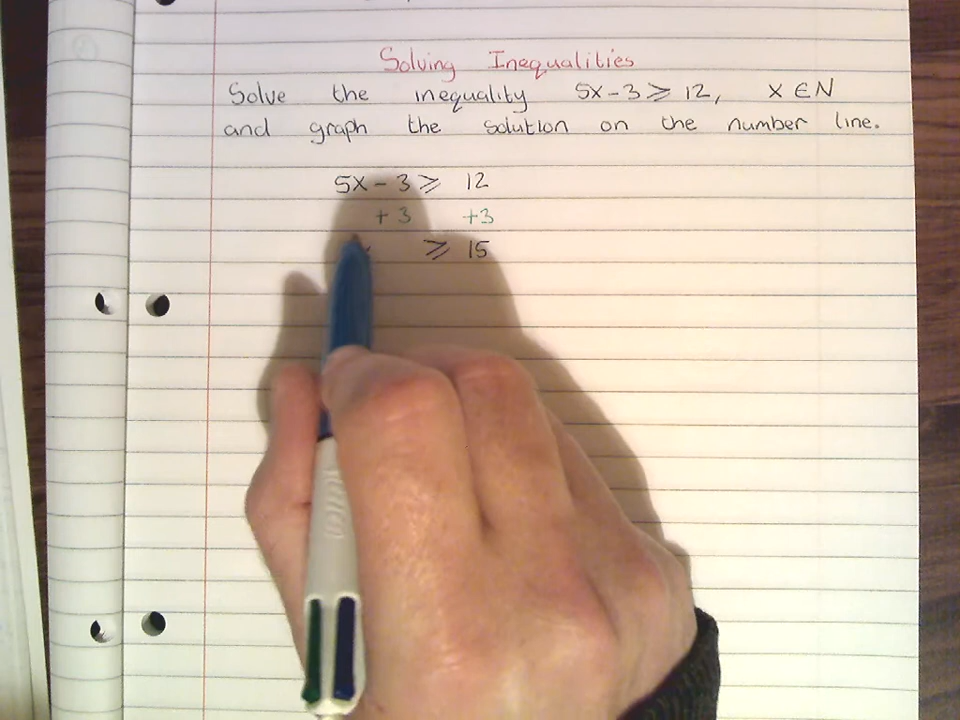 Solving Inequalities
Solve the inequality 5x-3 ⩾ 12, x ∈ N
and graph the solution on the number line.
5x - 3 ⩾ 12
+ 3 +3
⩾ 15